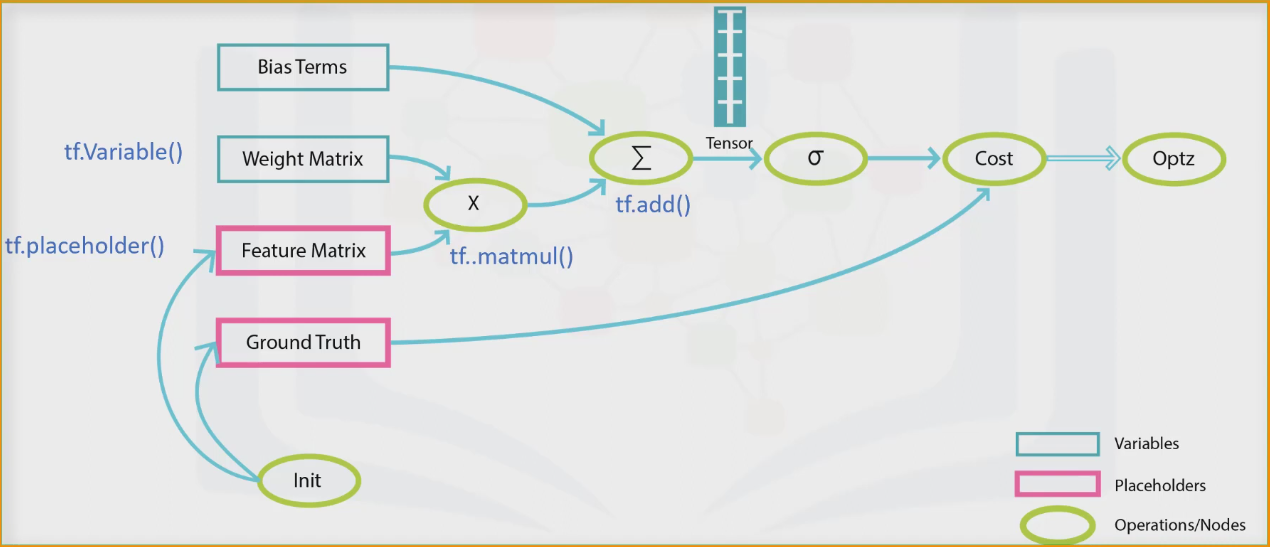 Bias Terms
tf.Variable()
Weight Matrix
X
Σ
Tensor
σ
Cost
Optz
tf.add()
tf.placeholder()
Feature Matrix
tf..matmul()
Ground Truth
Init
Variables
Placeholders
Operations/Nodes